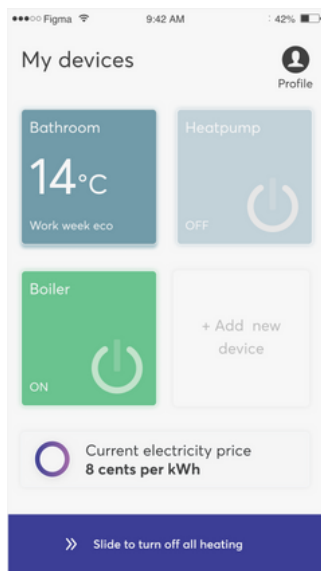 Figma 9:42 AM 42%
My devices
Profile
Bathroom
14°C
Work week eco
Heatpump
OFF
Boiler
ON
+ Add new
device
Current electricity price
8 cents per kWh
Slide to turn off all heating